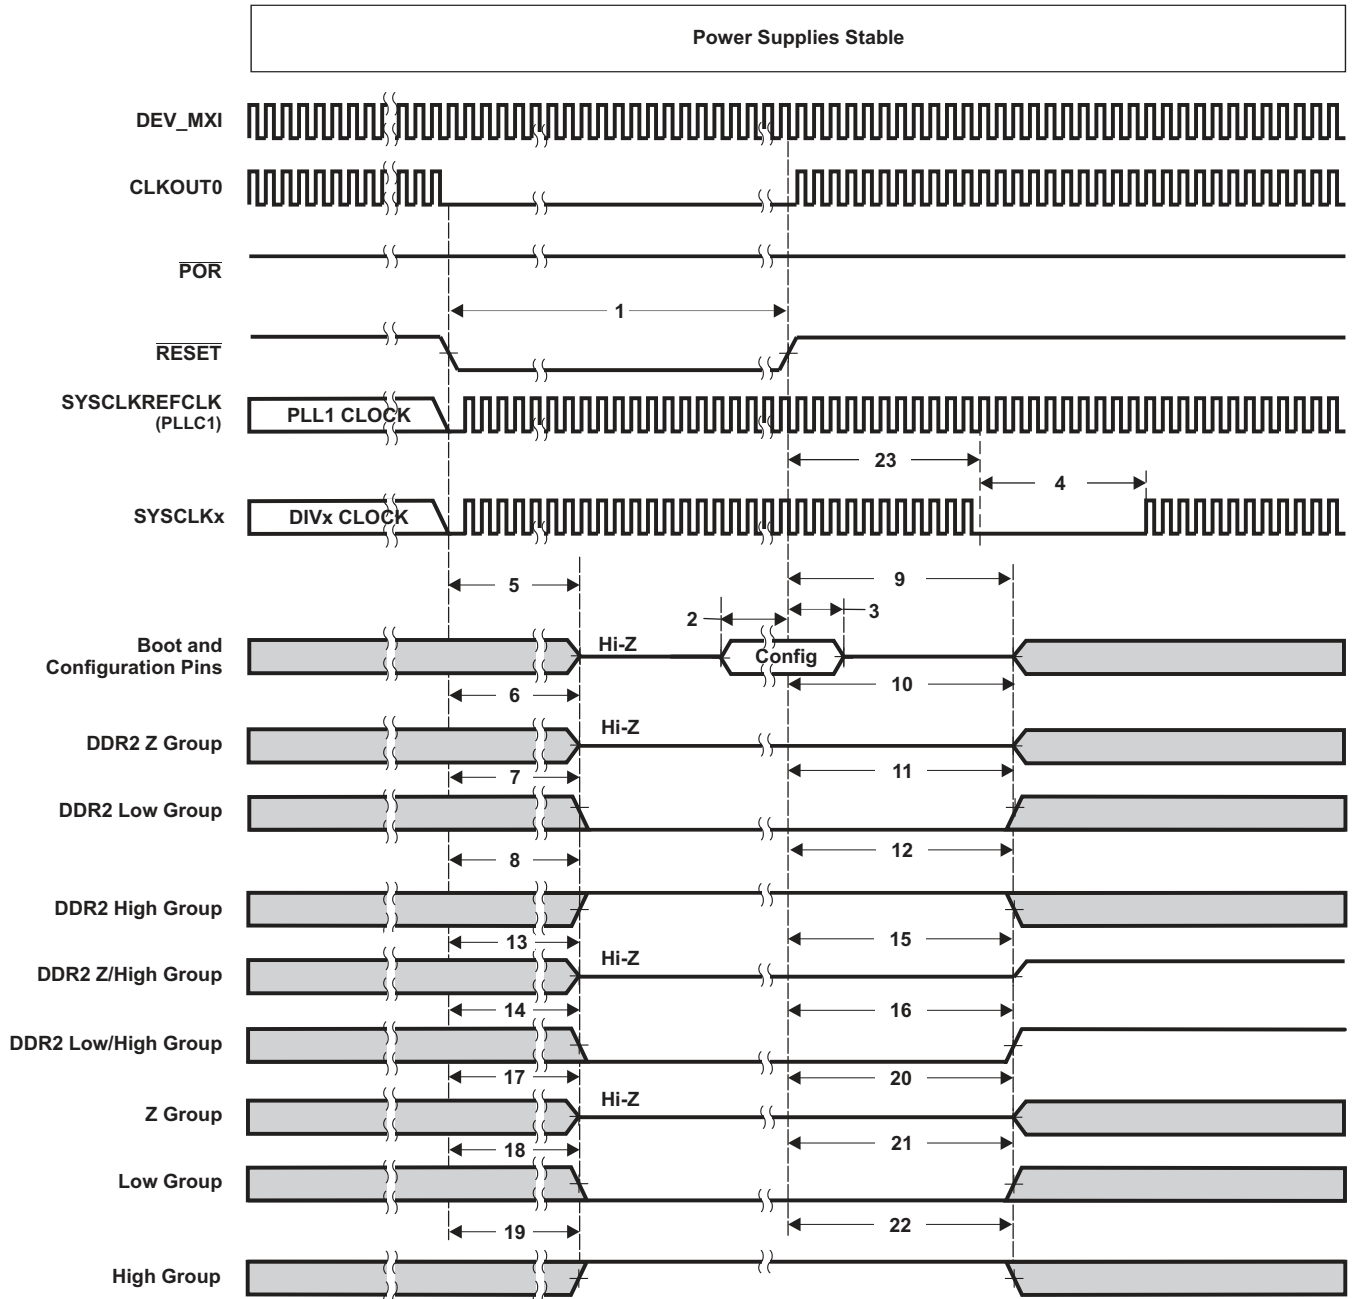 Power Supplies Stable
DEV_MXI
CLKOUT0
POR
1
RESET
SYSCLKREFCLK
(PLLC1)
PLL1 CLOCK
23
4
SYSCLKx
DIVx CLOCK
5
9
2
3
Boot and
Configuration Pins
Hi-Z
Config
6
10
DDR2 Z Group
Hi-Z
7
11
DDR2 Low Group
8
12
DDR2 High Group
13
15
DDR2 Z/High Group
Hi-Z
14
16
DDR2 Low/High Group
17
20
Z Group
Hi-Z
18
21
Low Group
19
22
High Group